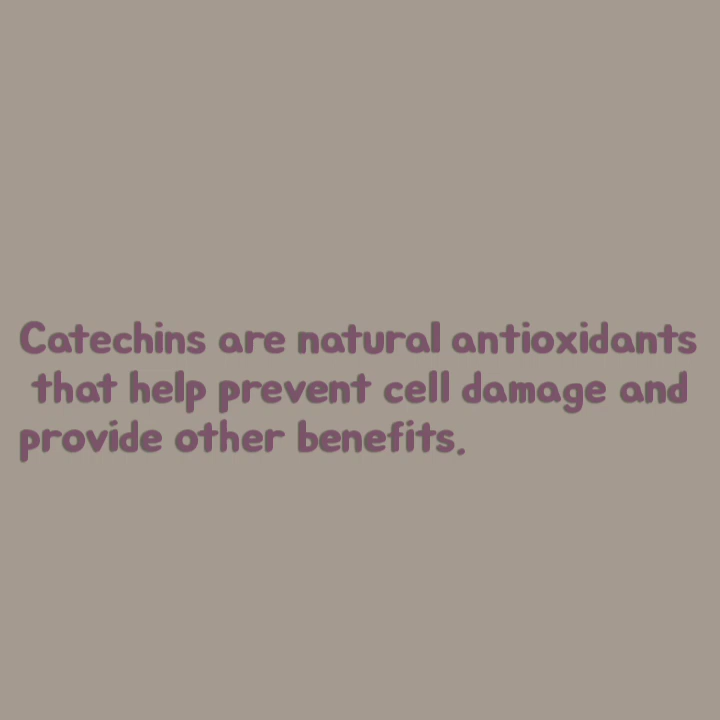 Catechins are natural antioxidants
that help prevent cell damage and
provide other benefits.